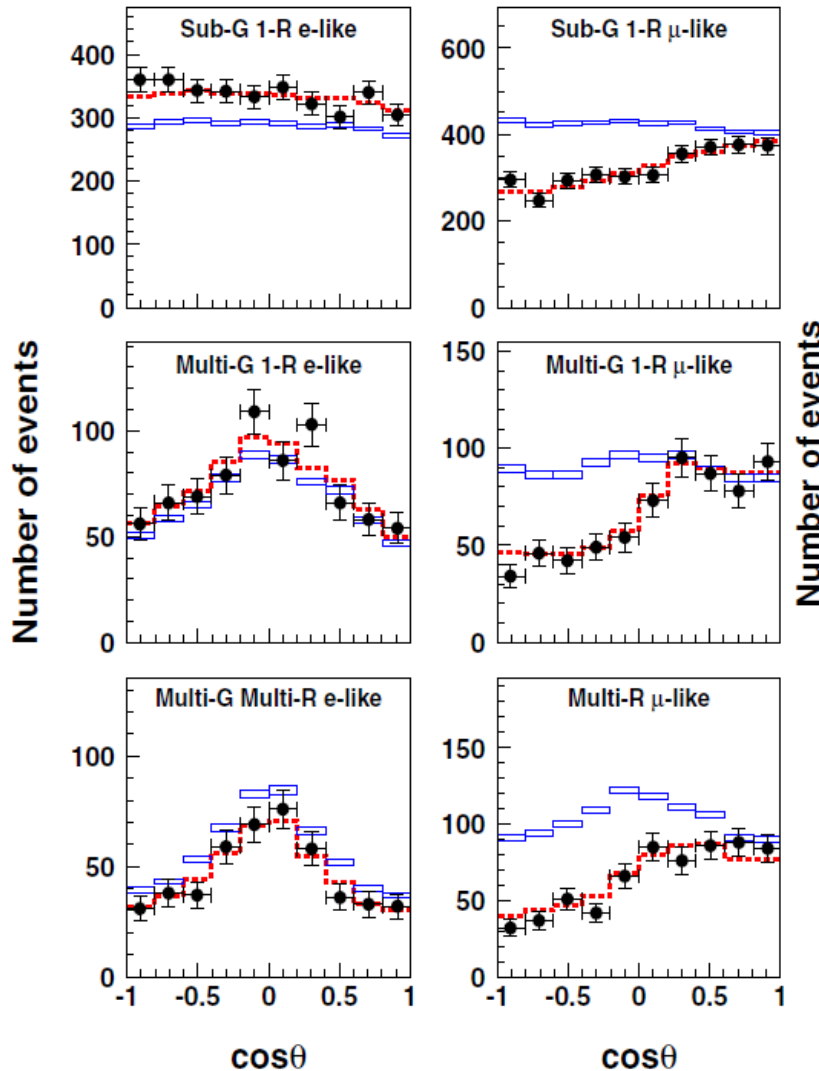 Sub-G 1-R e-like
400
300
200
100
0
Sub-G 1-R μ-like
600
400
200
0
Number of events
Multi-G 1-R e-like
100
50
0
Multi-G 1-R μ-like
150
100
50
0
Number of events
Multi-G Multi-R e-like
100
50
0
-1 -0.5 0 0.5 1
cosθ
Multi-R μ-like
150
100
50
0
-1 -0.5 0 0.5 1
cosθ